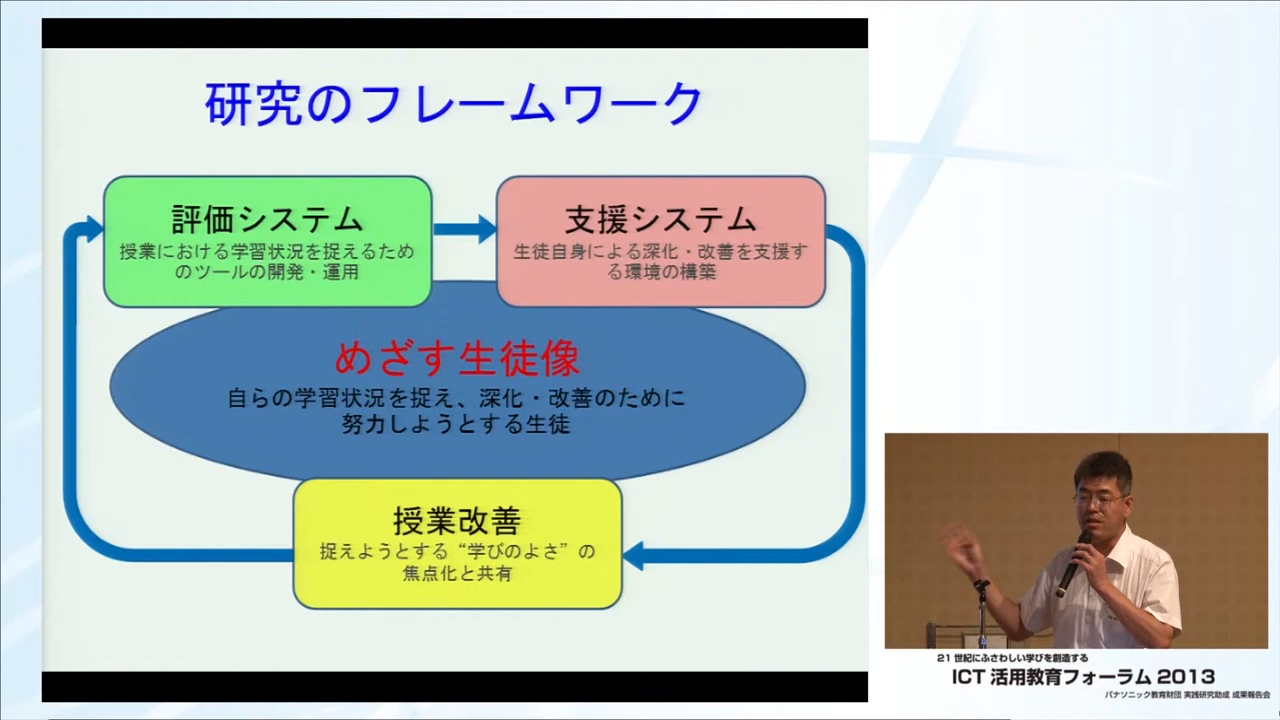 研究のフレームワーク
評価システム
授業における学習状況を捉えるため
のツールの開発・運用
支援システム
生徒自身による深化・改善を支援す
る環境の構築
めざす生徒像
自らの学習状況を捉え、深化・改善のために
努力しようとする生徒
授業改善
捉えようとする“学びのよさ”の
焦点化と共有
21 世紀にふさわしい学びを創造する
ICT 活用教育フォーラム 2013
パナソニック教育財団 実践研究助成 成果報告会